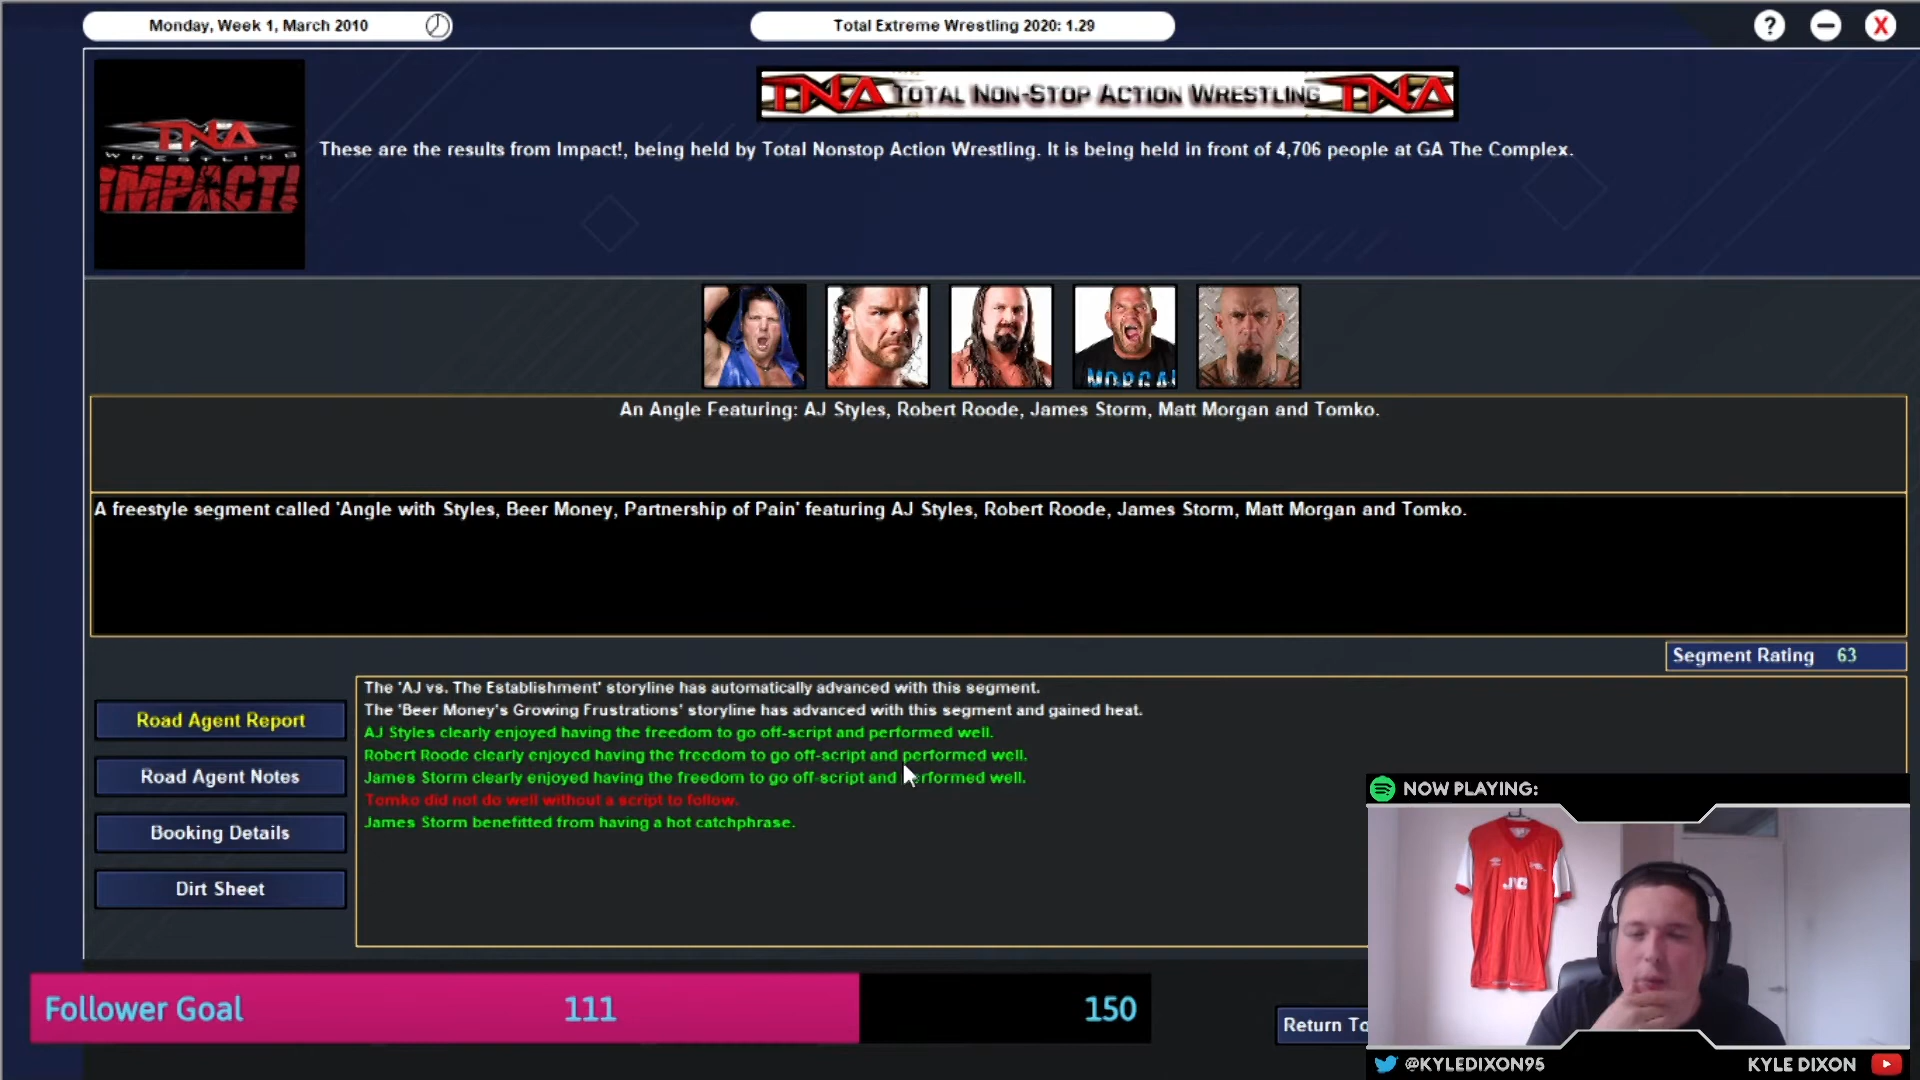 Monday, Week 1, March 2010
Total Extreme Wrestling 2020: 1.29
?
X
TNA TOTAL NON-STOP ACTION WRESTLING TNA
TNA
WRESTLING
iMPACT!
These are the results from Impact!, being held by Total Nonstop Action Wrestling. It is being held in front of 4,706 people at GA The Complex.
MORGA
An Angle Featuring: AJ Styles, Robert Roode, James Storm, Matt Morgan and Tomko.
A freestyle segment called 'Angle with Styles, Beer Money, Partnership of Pain' featuring AJ Styles, Robert Roode, James Storm, Matt Morgan and Tomko.
Segment Rating 63
Road Agent Report
Road Agent Notes
Booking Details
Dirt Sheet
The 'AJ vs. The Establishment' storyline has automatically advanced with this segment.
The 'Beer Money's Growing Frustrations' storyline has advanced with this segment and gained heat.
AJ Styles clearly enjoyed having the freedom to go off-script and performed well.
Robert Roode clearly enjoyed having the freedom to go off-script and performed well.
James Storm clearly enjoyed having the freedom to go off-script and performed well.
Tomko did not do well without a script to follow.
James Storm benefitted from having a hot catchphrase.
NOW PLAYING:
JVC
Follower Goal 111 150
Return To
@KYLEDIXON95
KYLE DIXON